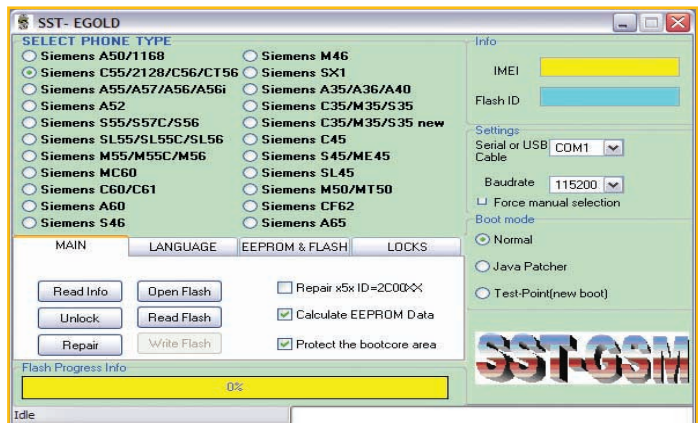 SST- EGOLD
SELECT PHONE TYPE
Siemens A50/1168
Siemens C55/2128/C56/CT56
Siemens A55/A57/A56/A56i
Siemens A52
Siemens S55/S57C/S56
Siemens SL55/SL55C/SL56
Siemens M55/M55C/M56
Siemens MC60
Siemens C60/C61
Siemens A60
Siemens S46
Siemens M46
Siemens SX1
Siemens A35/A36/A40
Siemens C35/M35/S35
Siemens C35/M35/S35 new
Siemens C45
Siemens S45/ME45
Siemens SL45
Siemens M50/MT50
Siemens CF62
Siemens A65
Info
IMEI
Flash ID
Settings
Serial or USB
Cable
COM1
Baudrate
115200
Force manual selection
Boot mode
Normal
Java Patcher
Test-Point(new boot)
MAIN
LANGUAGE
EEPROM & FLASH
LOCKS
Read Info
Open Flash
Repair x5x ID=2C00XX
Unlock
Read Flash
Calculate EEPROM Data
Repair
Write Flash
Protect the bootcore area
SST-GSM
Flash Progress Info
0%
Idle